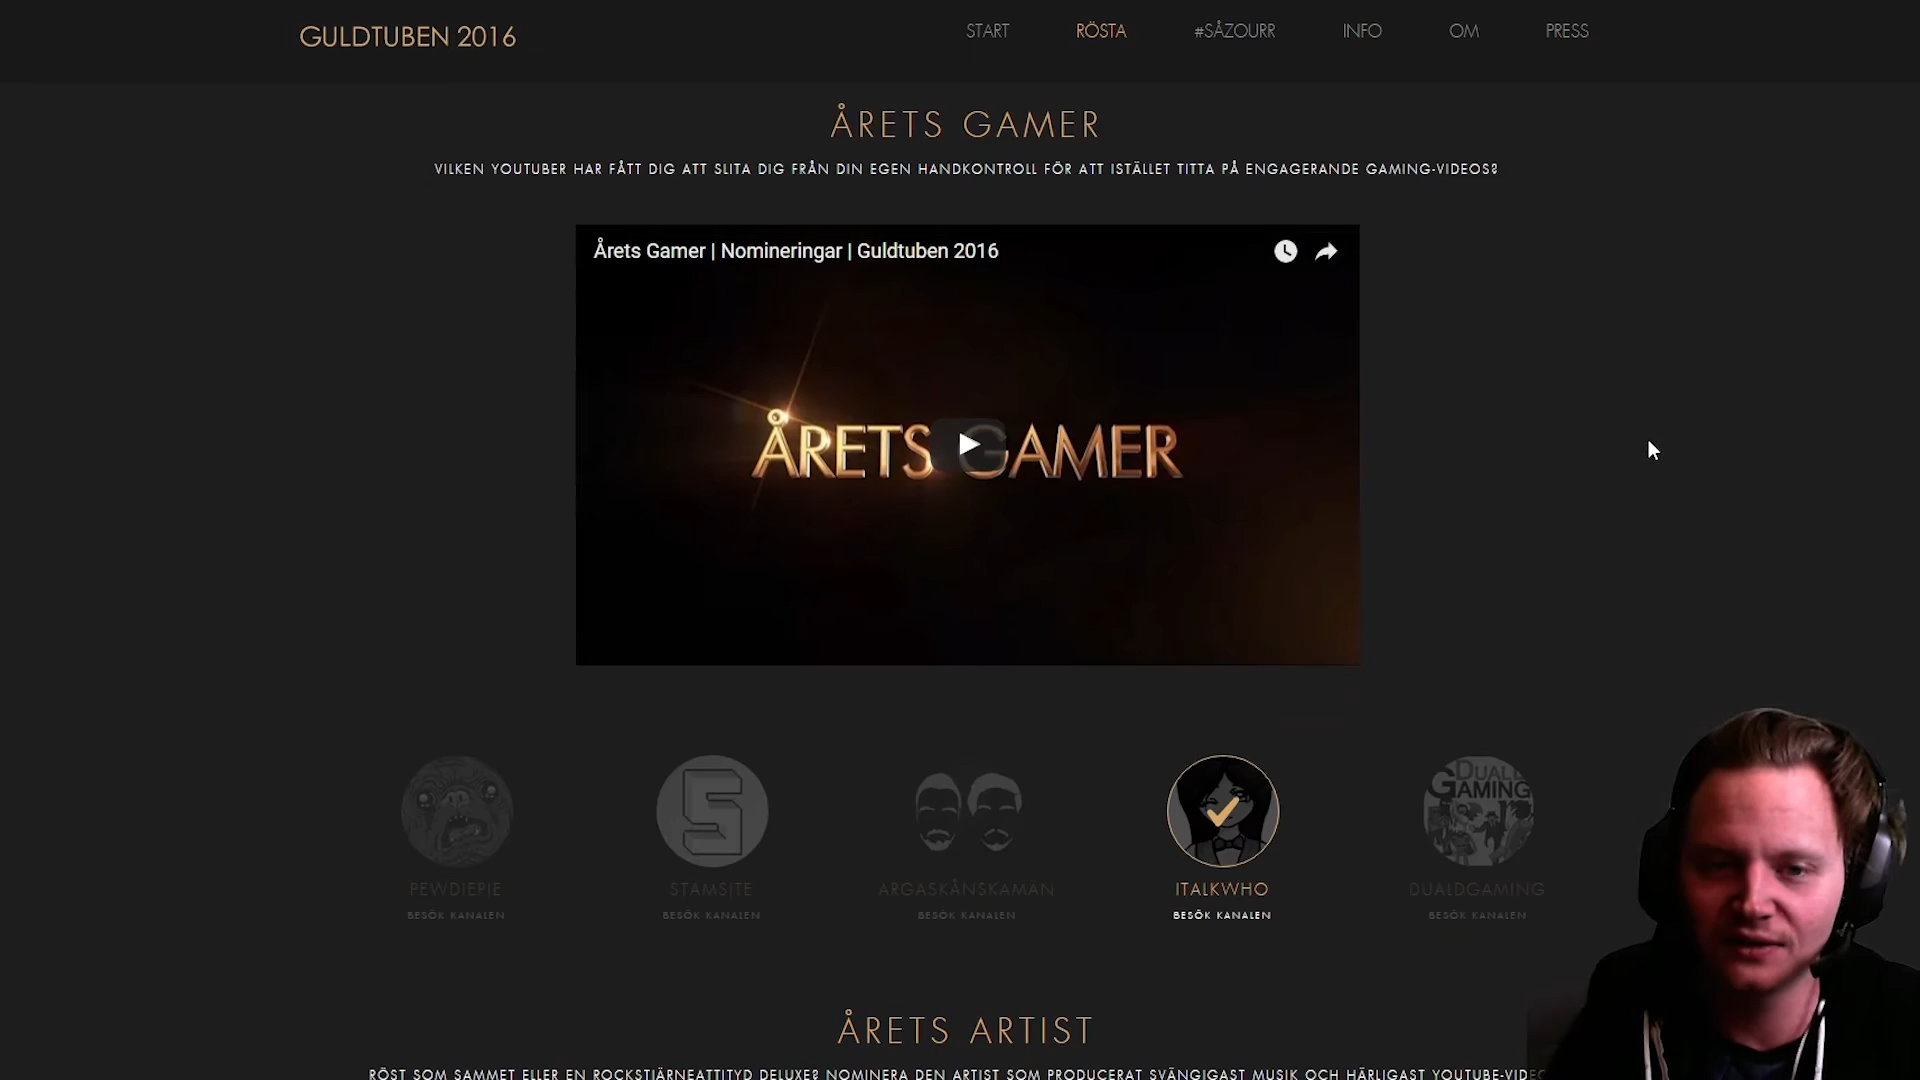 GULDTUBEN 2016
START RÖSTA #SÅZOURR INFO OM PRESS
ÅRETS GAMER
VILKEN YOUTUBER HAR FÅTT DIG ATT SLITA DIG FRÅN DIN EGEN HANDKONTROLL FÖR ATT ISTÄLLET TITTA PÅ ENGAGERANDE GAMING-VIDEOS?
Årets Gamer | Nomineringar | Guldtuben 2016
ÅRETS GAMER
S
DUALD
GAMING
PEWDIEPIE STAMSITE ARGASKÅNSKAMAN ITALKWHO DUALDGAMING
BESÖK KANALEN BESÖK KANALEN BESÖK KANALEN BESÖK KANALEN BESÖK KANALEN
ÅRETS ARTIST
RÖST SOM SAMMET ELLER EN ROCKSTJÄRNEATTITYD DELUXE? NOMINERA DEN ARTIST SOM PRODUCERAT SVÄNGIGAST MUSIK OCH HÄRLIGAST YOUTUBE-VIDEO